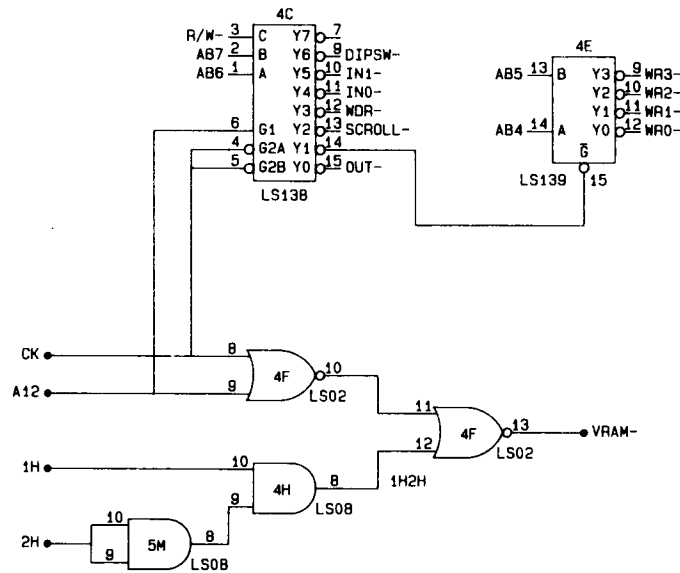 4C
R/W- 3 C Y7 7
AB7 2 B Y6 9 DIPSW-
AB6 1 A Y5 10 IN1-
Y4 11 IN0-
Y3 12 WDR-
6 G1 Y2 13 SCROLL-
4 G2A Y1 14
5 G2B Y0 15 OUT-
LS138
4E
AB5 13 B Y3 9 WR3-
Y2 10 WR2-
Y1 11 WR1-
AB4 14 A Y0 12 WR0-
G
LS139 15
CK 8
4F 10
A12 9 LS02
11
4F 13 VRAM-
12 LS02
1H 10
4H 8 1H2H
9 LS08
2H 10
5M 8
9 LS08